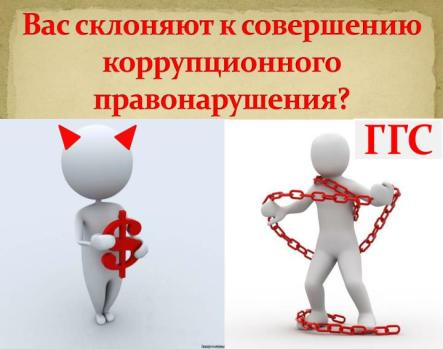 Вас склоняют к совершению
коррупционного
правонарушения?
ГГС